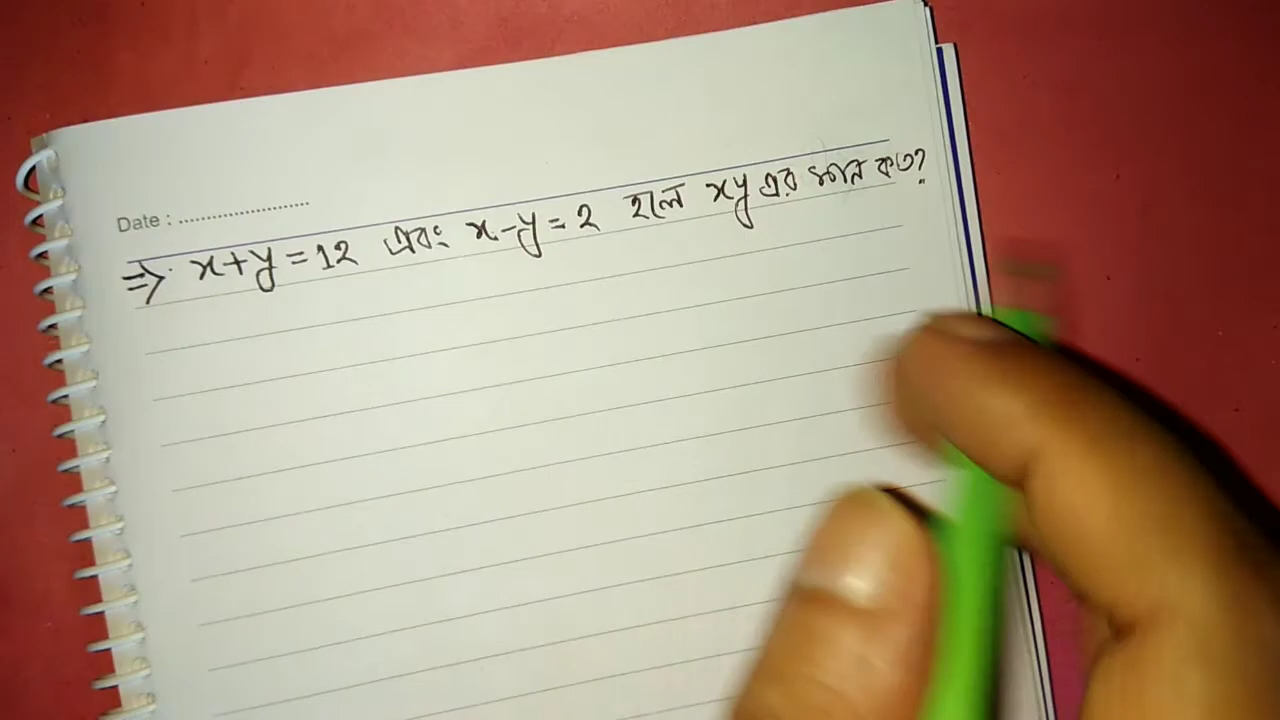 Date : ........................
⇒ x+y=12 এবং x-y=2 হলে xy এর মান কত?